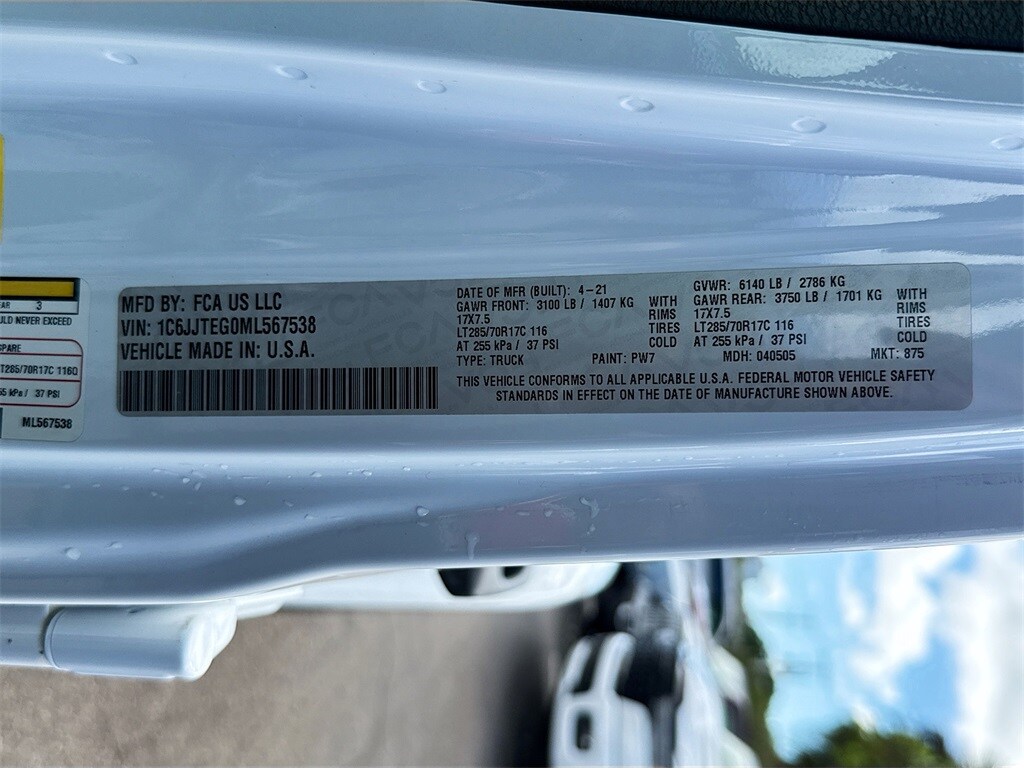 EAR 3
ULD NEVER EXCEED
SPARE
LT285/70R17C 116Q
255 kPa / 37 PSI
ML567538
MFD BY: FCA US LLC
VIN: 1C6JJTEG0ML567538
VEHICLE MADE IN: U.S.A.
DATE OF MFR (BUILT): 4-21
GAWR FRONT: 3100 LB / 1407 KG WITH
17X7.5 RIMS
LT285/70R17C 116 TIRES
AT 255 kPa / 37 PSI COLD
TYPE: TRUCK PAINT: PW7
GVWR: 6140 LB / 2786 KG
GAWR REAR: 3750 LB / 1701 KG WITH
17X7.5 RIMS
LT285/70R17C 116 TIRES
AT 255 kPa / 37 PSI COLD
MDH: 040505 MKT: 875
THIS VEHICLE CONFORMS TO ALL APPLICABLE U.S.A. FEDERAL MOTOR VEHICLE SAFETY
STANDARDS IN EFFECT ON THE DATE OF MANUFACTURE SHOWN ABOVE.